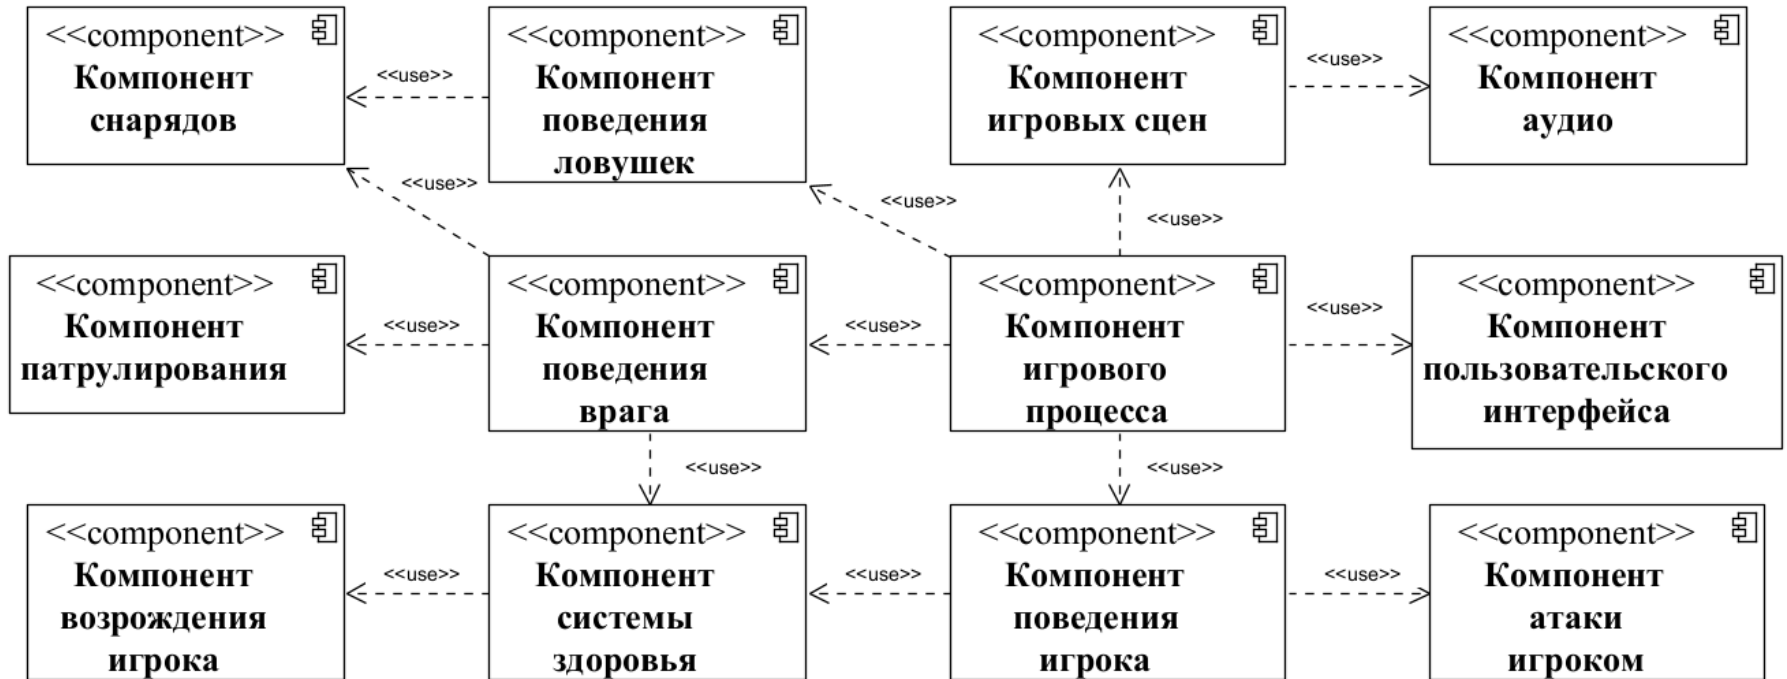 <<component>>
Компонент
снарядов
<<use>>
<<component>>
Компонент
поведения
ловушек
<<component>>
Компонент
игровых сцен
<<use>>
<<component>>
Компонент
аудио
<<use>>
<<use>>
<<use>>
<<component>>
Компонент
патрулирования
<<use>>
<<component>>
Компонент
поведения
врага
<<use>>
<<component>>
Компонент
игрового
процесса
<<use>>
<<component>>
Компонент
пользовательского
интерфейса
<<use>>
<<use>>
<<component>>
Компонент
возрождения
игрока
<<use>>
<<component>>
Компонент
системы
здоровья
<<use>>
<<component>>
Компонент
поведения
игрока
<<use>>
<<component>>
Компонент
атаки
игроком